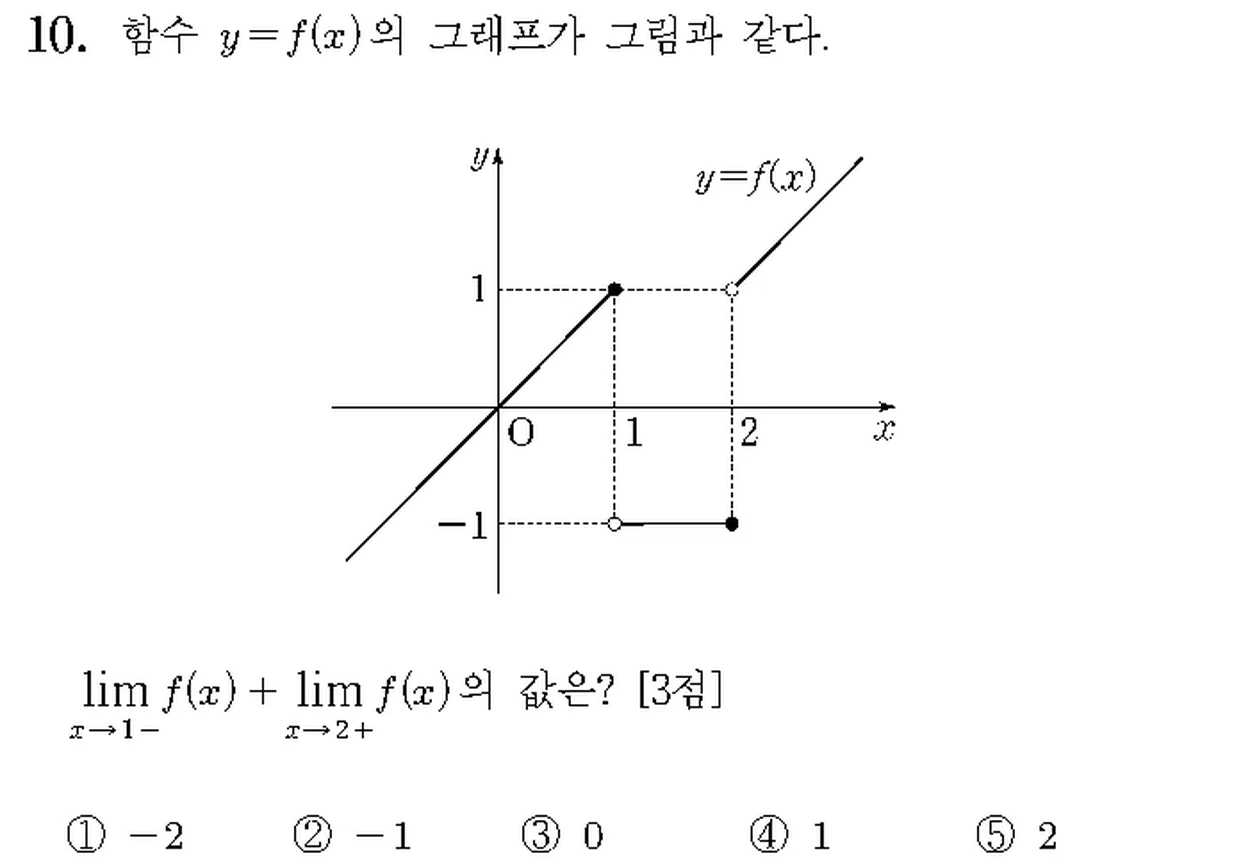 10. 함수 y=f(x)의 그래프가 그림과 같다.
y
y=f(x)
1
O 1 2 x
-1
lim f(x) + lim f(x)의 값은? [3점]
x→1- x→2+
① -2 ② -1 ③ 0 ④ 1 ⑤ 2